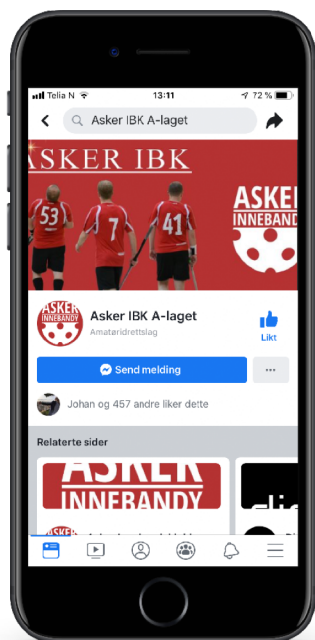 Telia N
13:11
72 %
Asker IBK A-laget
ASKER IBK
53
7
41
ASKER
INNEBANDY
ASKER
INNEBANDY
Asker IBK A-laget
Amatøridrettslag
Likt
Send melding
Johan og 457 andre liker dette
Relaterte sider
ASKER
INNEBANDY